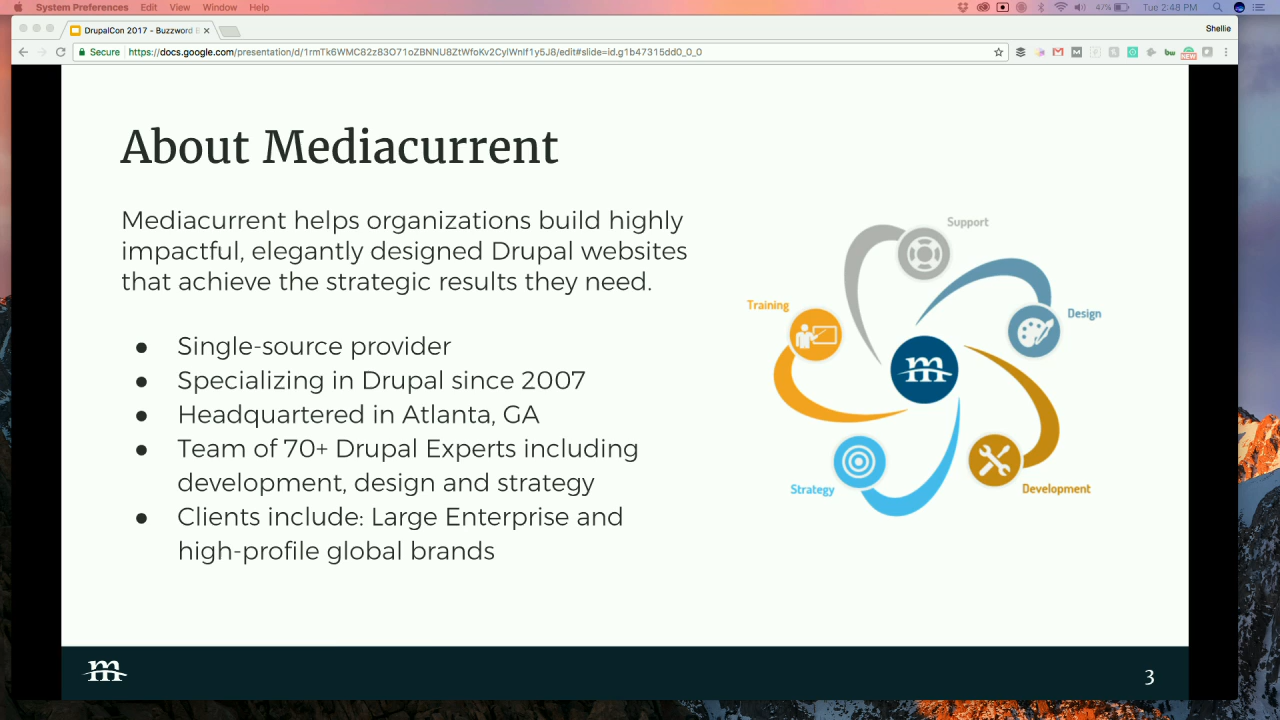 System Preferences Edit View Window Help
47% Tue 2:48 PM
DrupalCon 2017 - Buzzword
Shellie
Secure https://docs.google.com/presentation/d/1rmTk6WMC82z83O71oZBNNU8ZtWfoKv2CylWnIf1y5J8/edit#slide=id.g1b47315dd0_0_0
About Mediacurrent
Mediacurrent helps organizations build highly
impactful, elegantly designed Drupal websites
that achieve the strategic results they need.
● Single-source provider
● Specializing in Drupal since 2007
● Headquartered in Atlanta, GA
● Team of 70+ Drupal Experts including
development, design and strategy
● Clients include: Large Enterprise and
high-profile global brands
Support
Training
Design
m
Strategy
Development
m
3